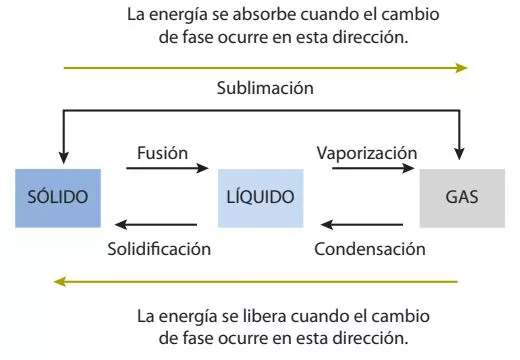 La energía se absorbe cuando el cambio
de fase ocurre en esta dirección.
Sublimación
Fusión
Vaporización
SÓLIDO
LÍQUIDO
GAS
Solidificación
Condensación
La energía se libera cuando el cambio
de fase ocurre en esta dirección.